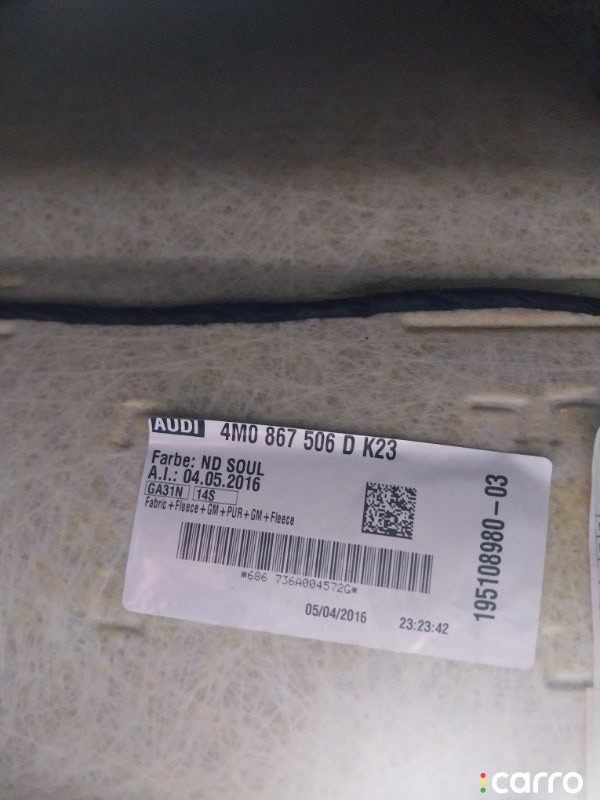 AUDI 4M0 867 506 D K23
Farbe: ND SOUL
A.I.: 04.05.2016
GA31N 14S
Fabric+Fleece+GM+PUR+GM+Fleece
*686 736A004572G*
05/04/2016 23:23:42
195108980-03
carro